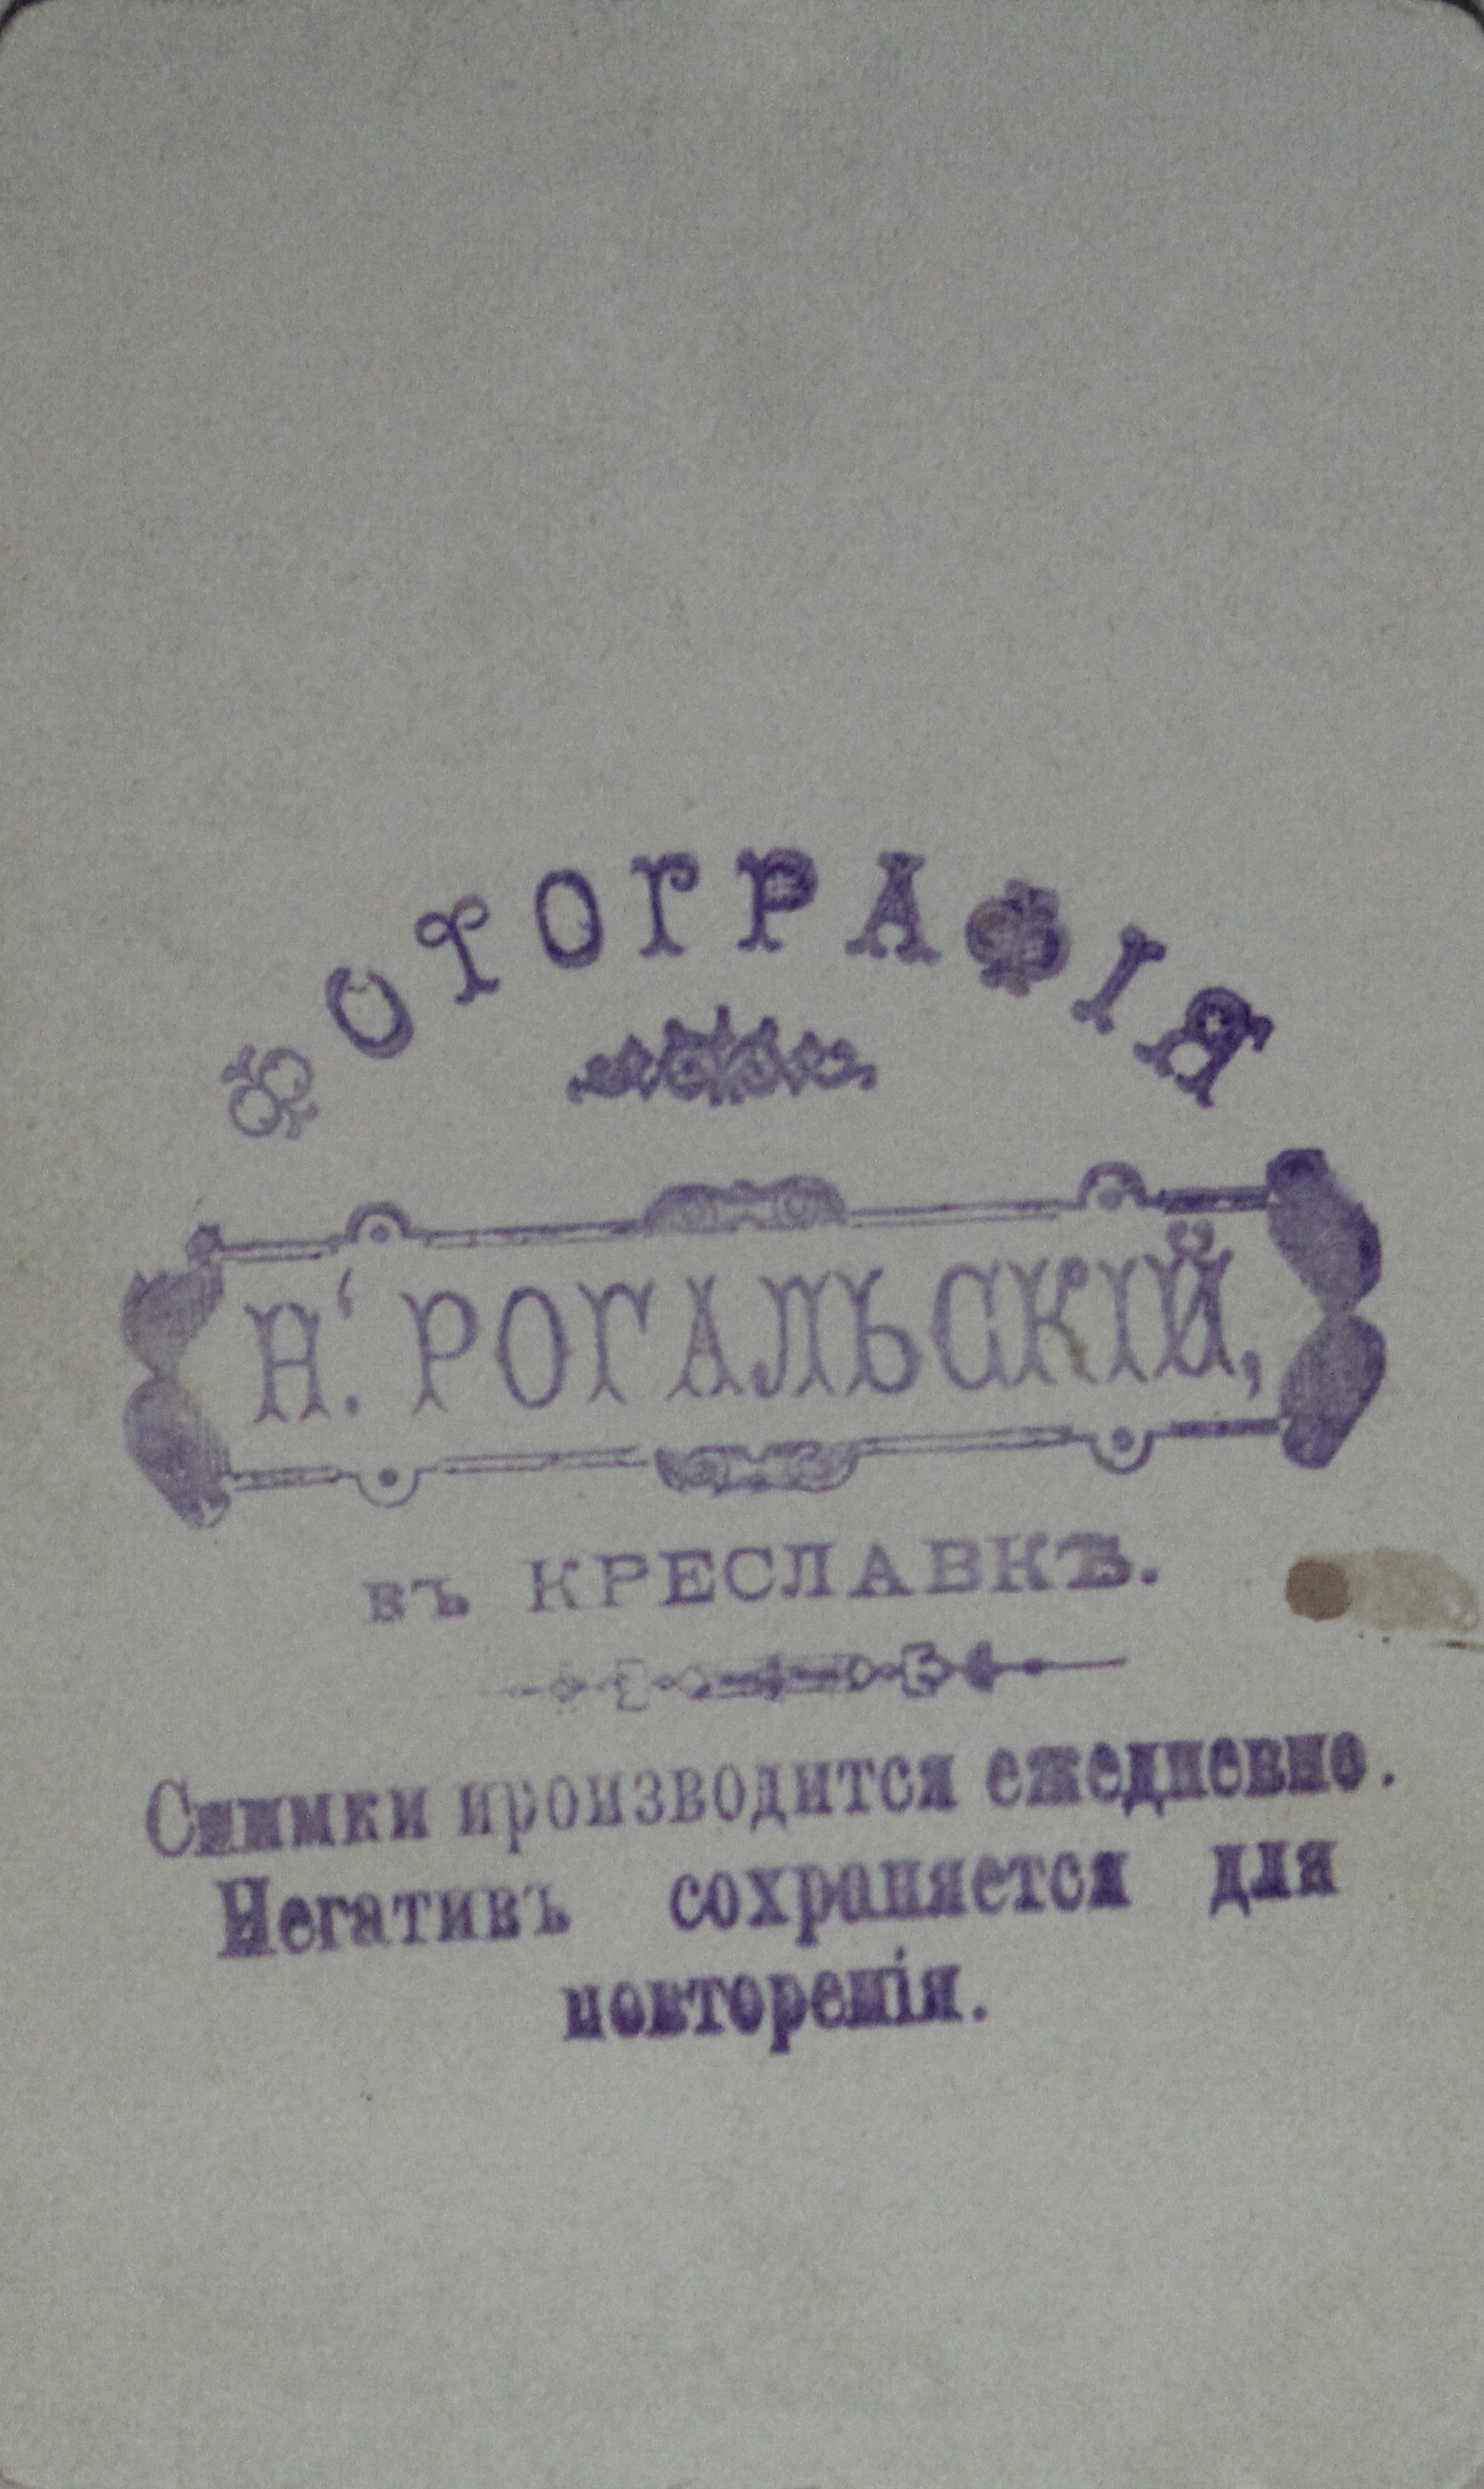 ФОТОГРАФІЯ
Н. РОГАЛЬСКІЙ,
въ КРЕСЛАВКѢ.
Снимки производится ежедневно.
Негативъ сохраняется для
повторенія.